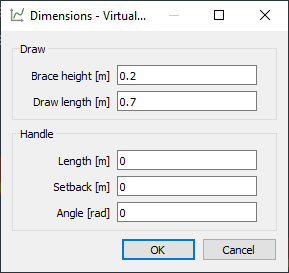 Dimensions - Virtual...
Draw
Brace height [m] 0.2
Draw length [m] 0.7
Handle
Length [m] 0
Setback [m] 0
Angle [rad] 0
OK Cancel